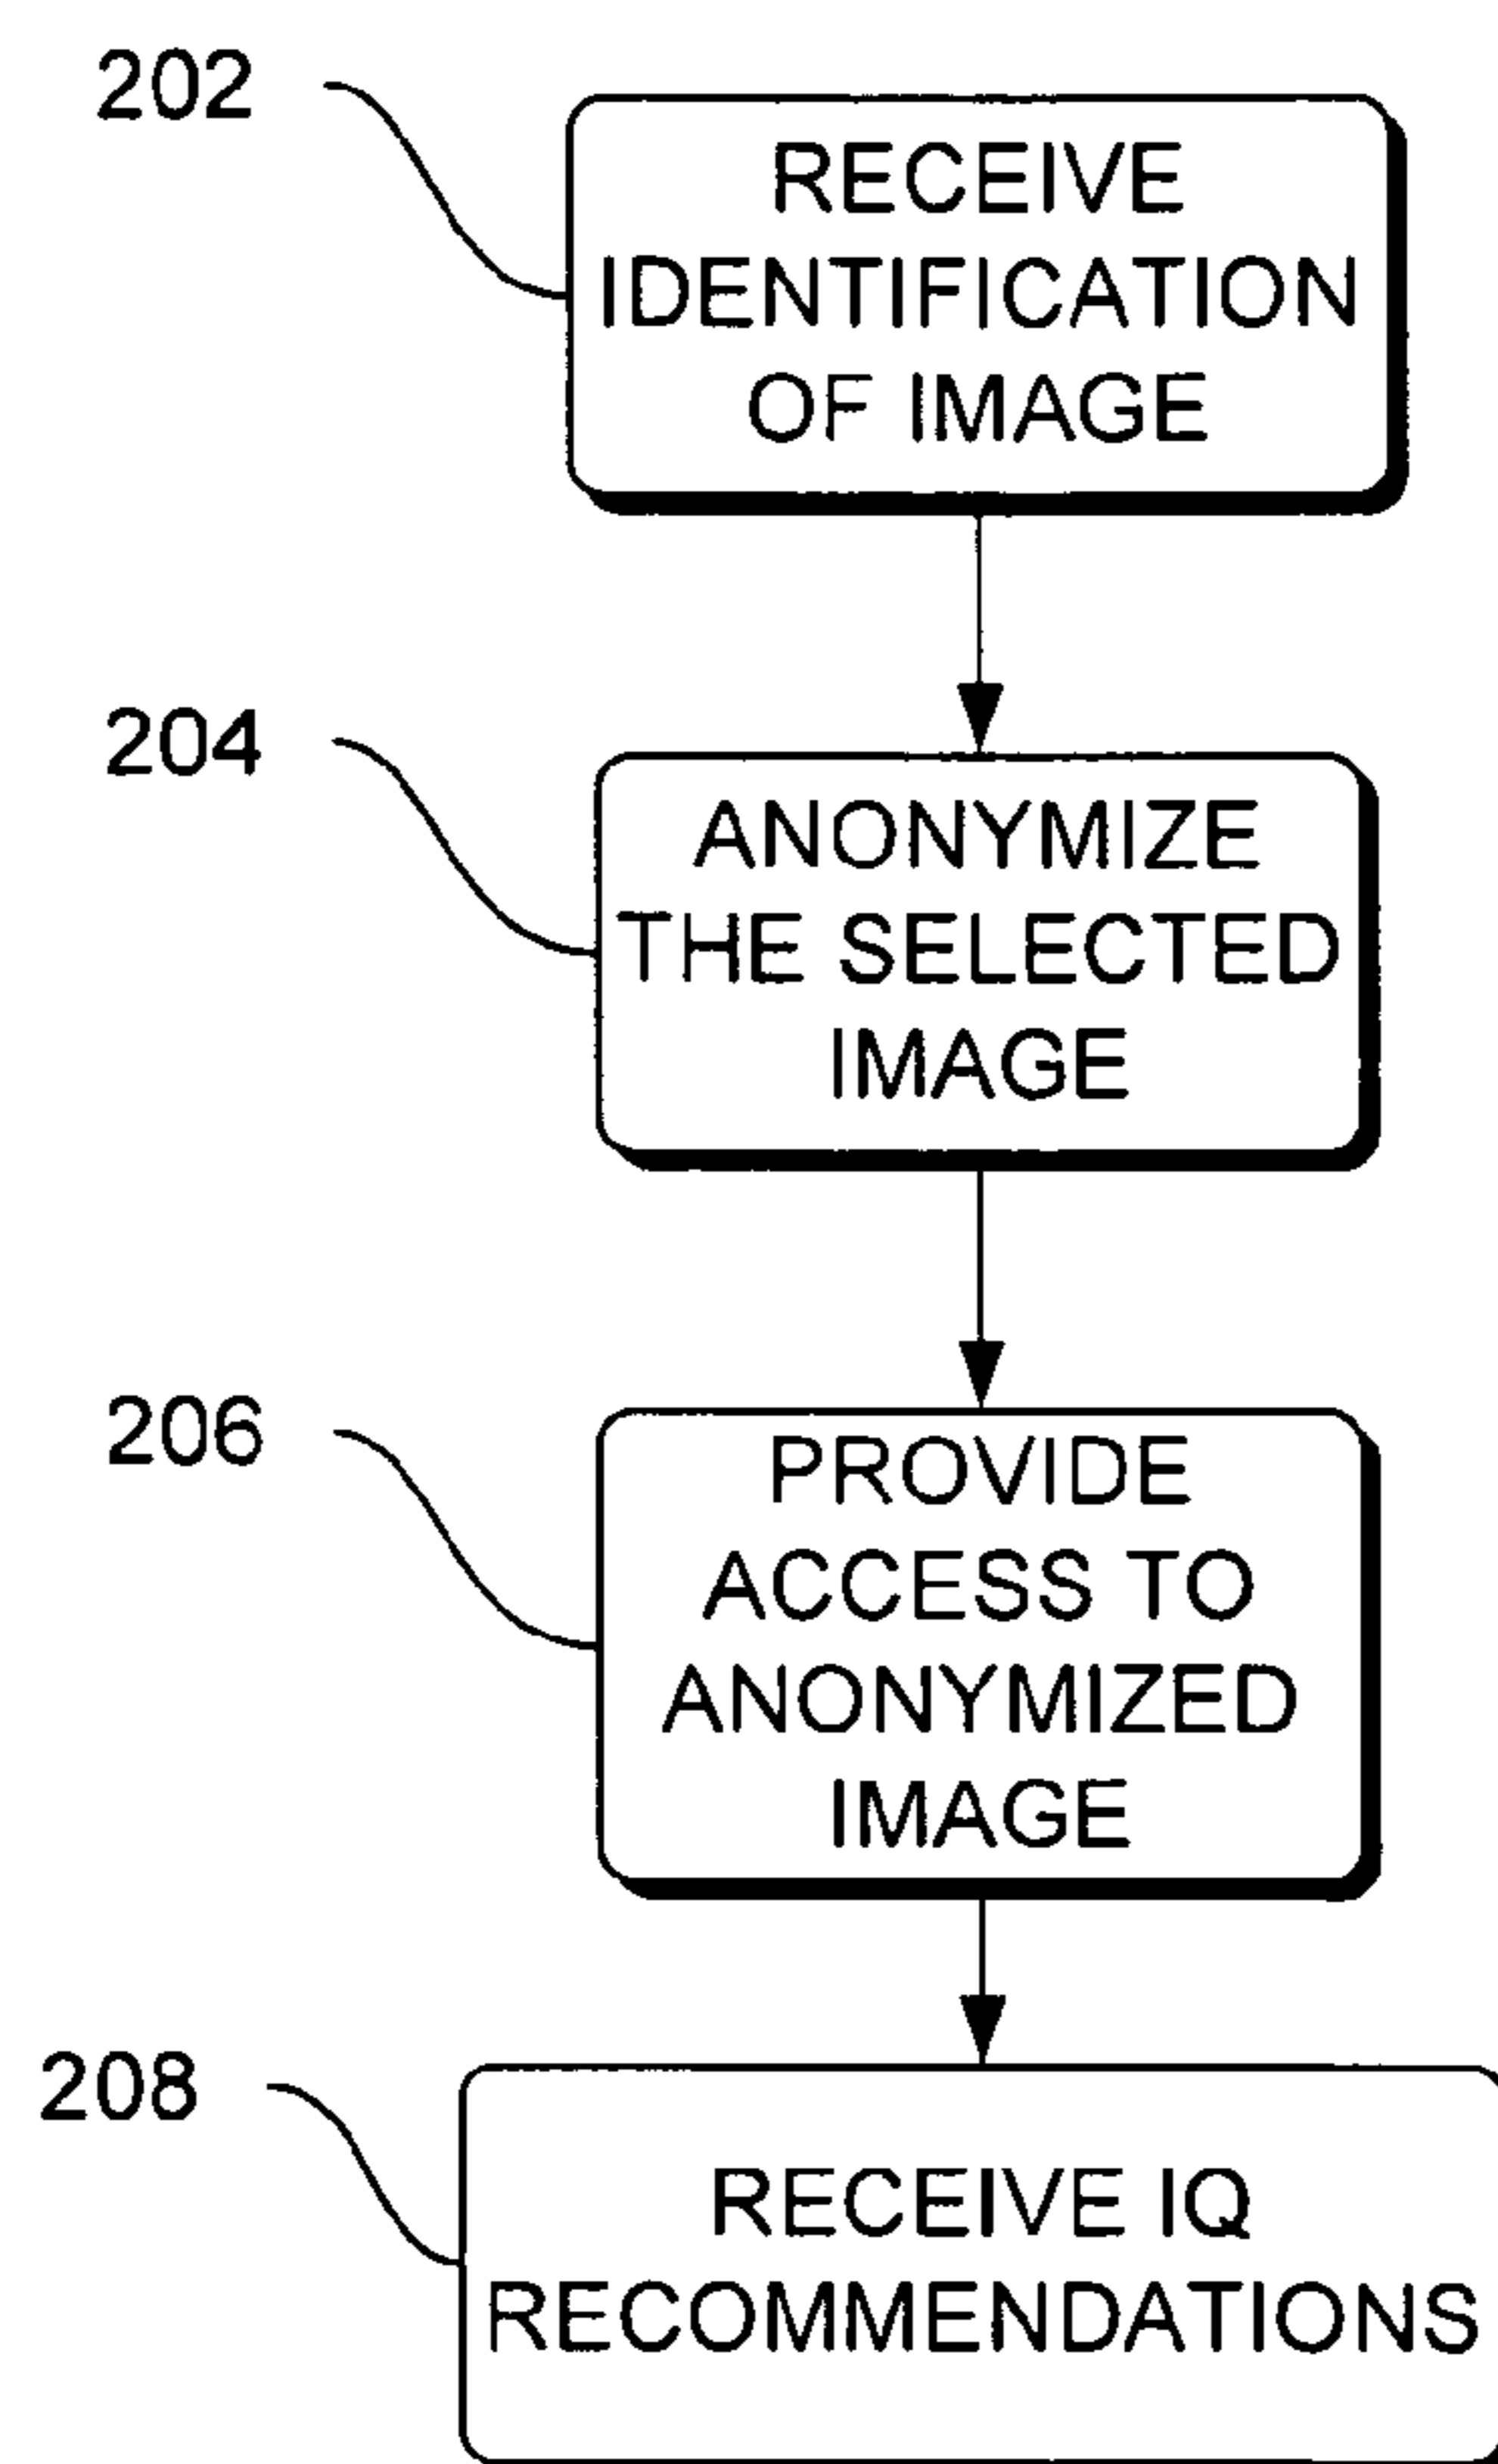 202
RECEIVE
IDENTIFICATION
OF IMAGE
204
ANONYMIZE
THE SELECTED
IMAGE
206
PROVIDE
ACCESS TO
ANONYMIZED
IMAGE
208
RECEIVE IQ
RECOMMENDATIONS